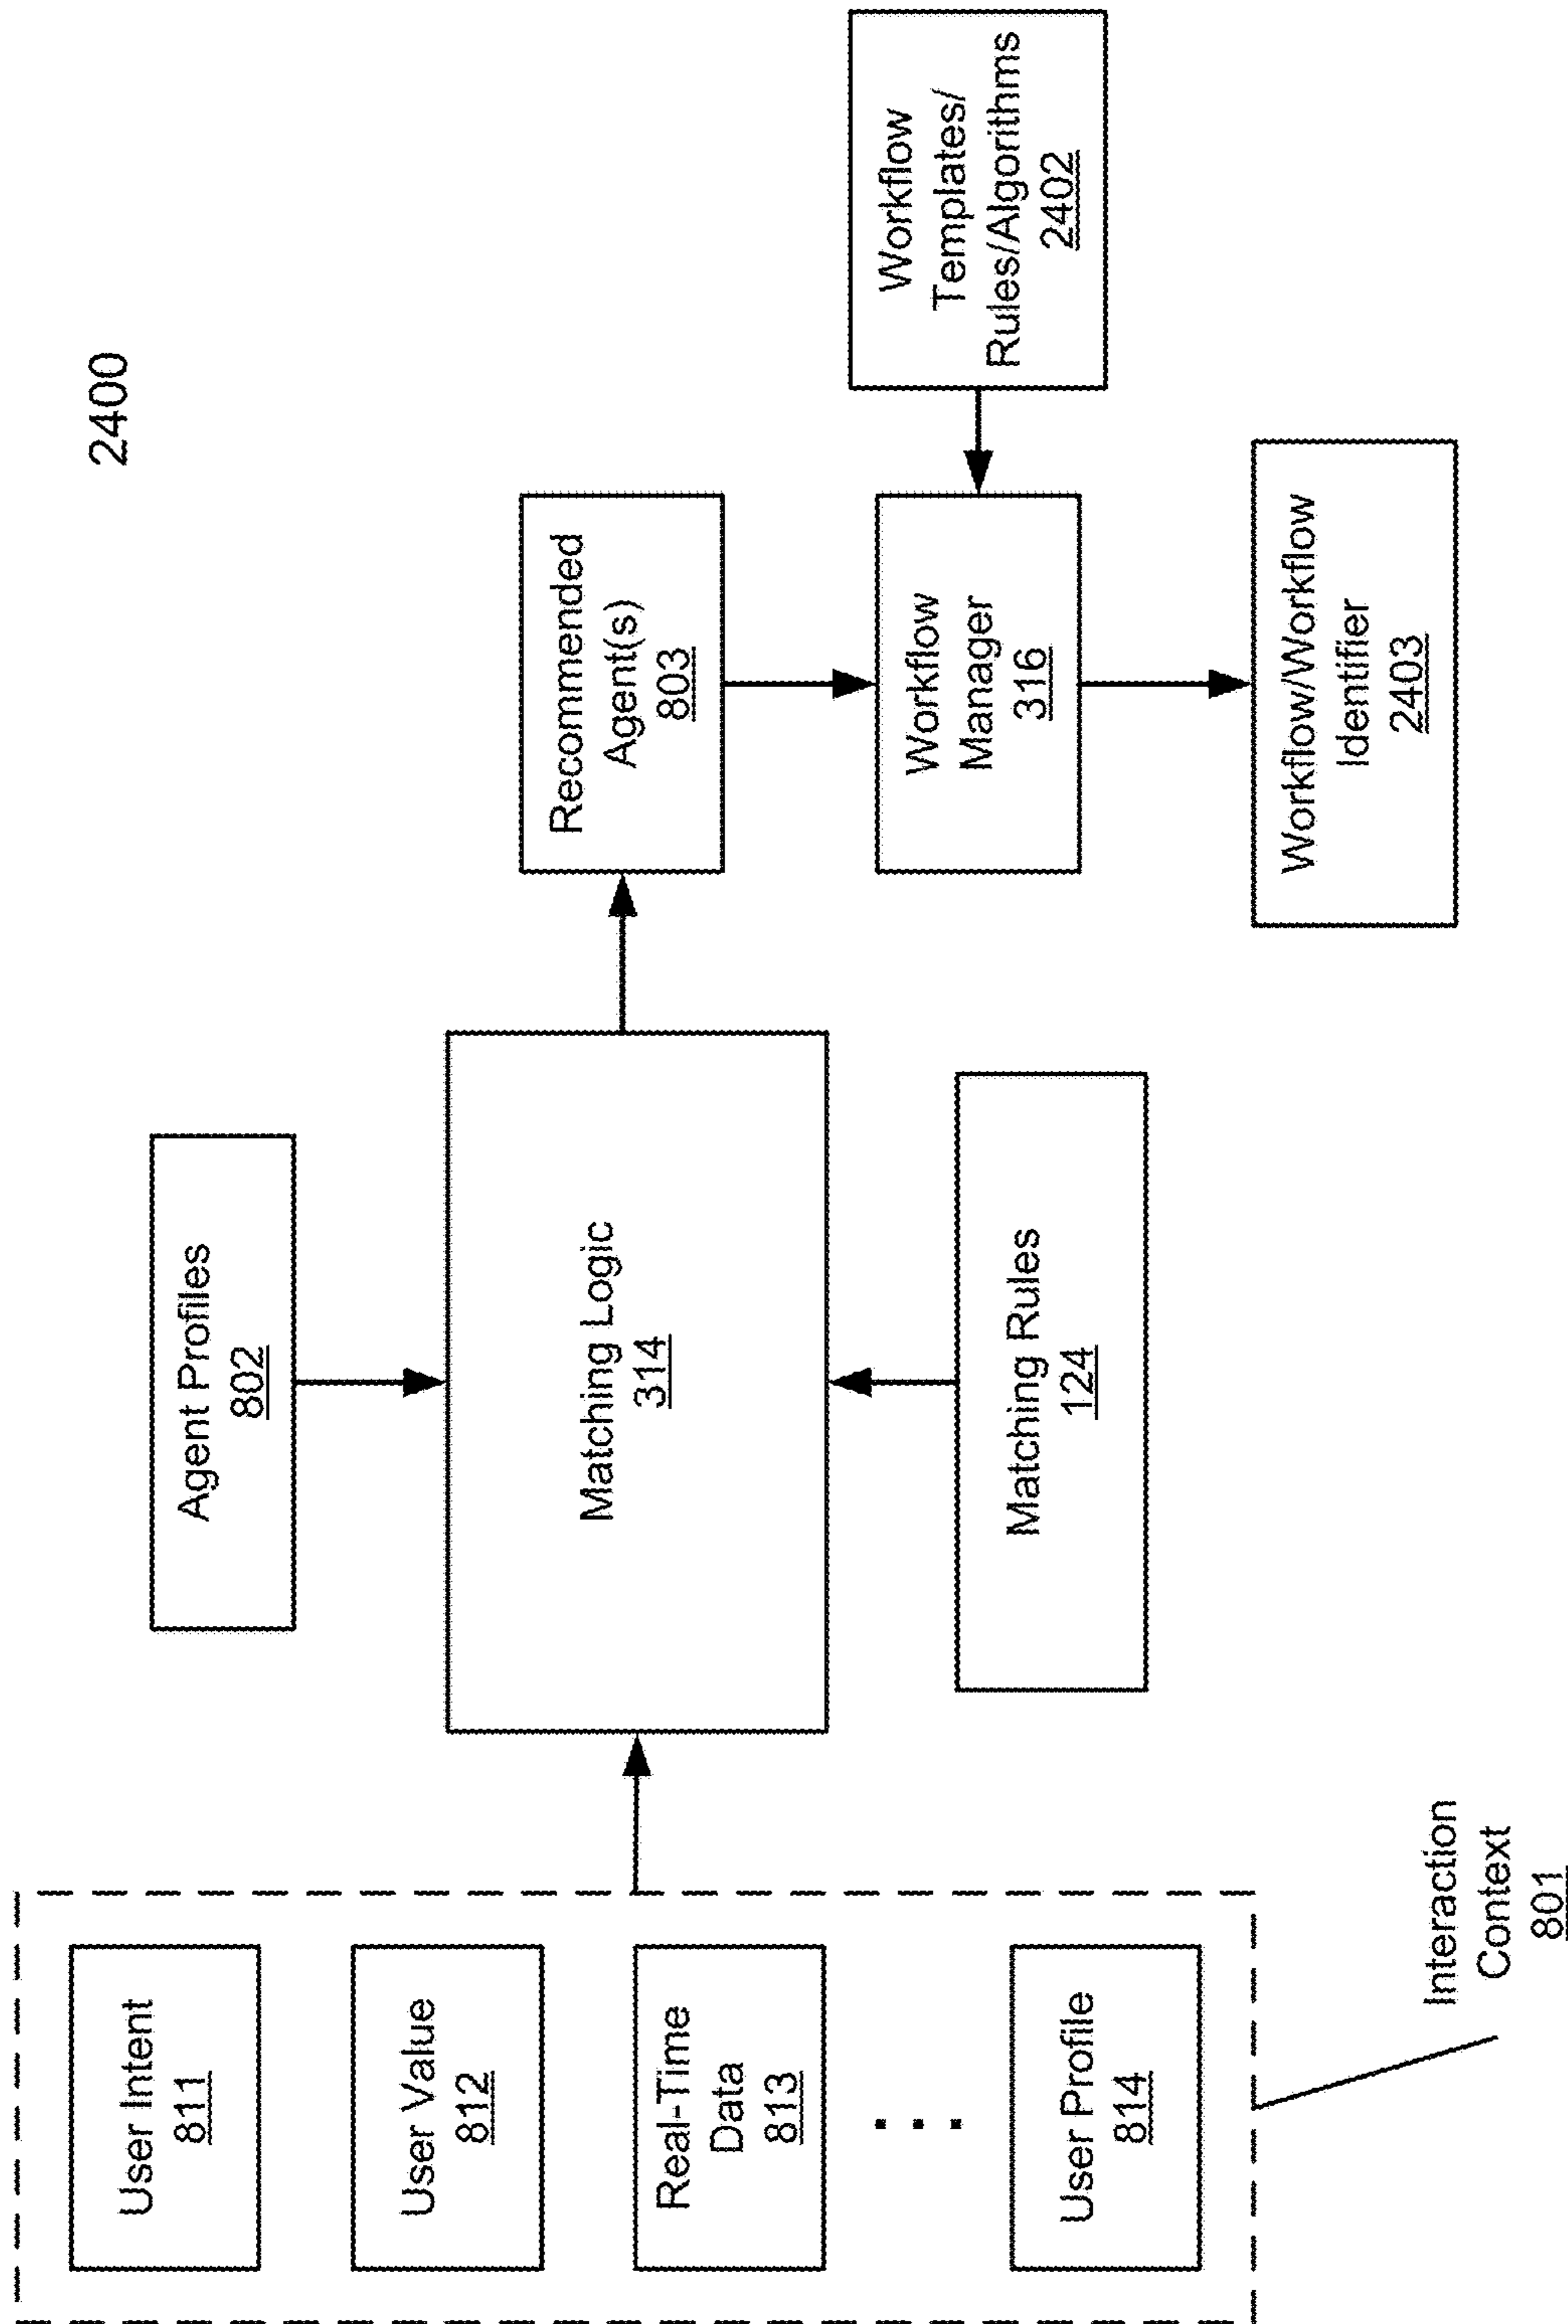 2400
User Intent
811
User Value
812
Real-Time
Data
813
...
User Profile
814
Interaction
Context
801
Agent Profiles
802
Matching Logic
314
Matching Rules
124
Recommended
Agent(s)
803
Workflow
Manager
316
Workflow
Templates/
Rules/Algorithms
2402
Workflow/Workflow
Identifier
2403